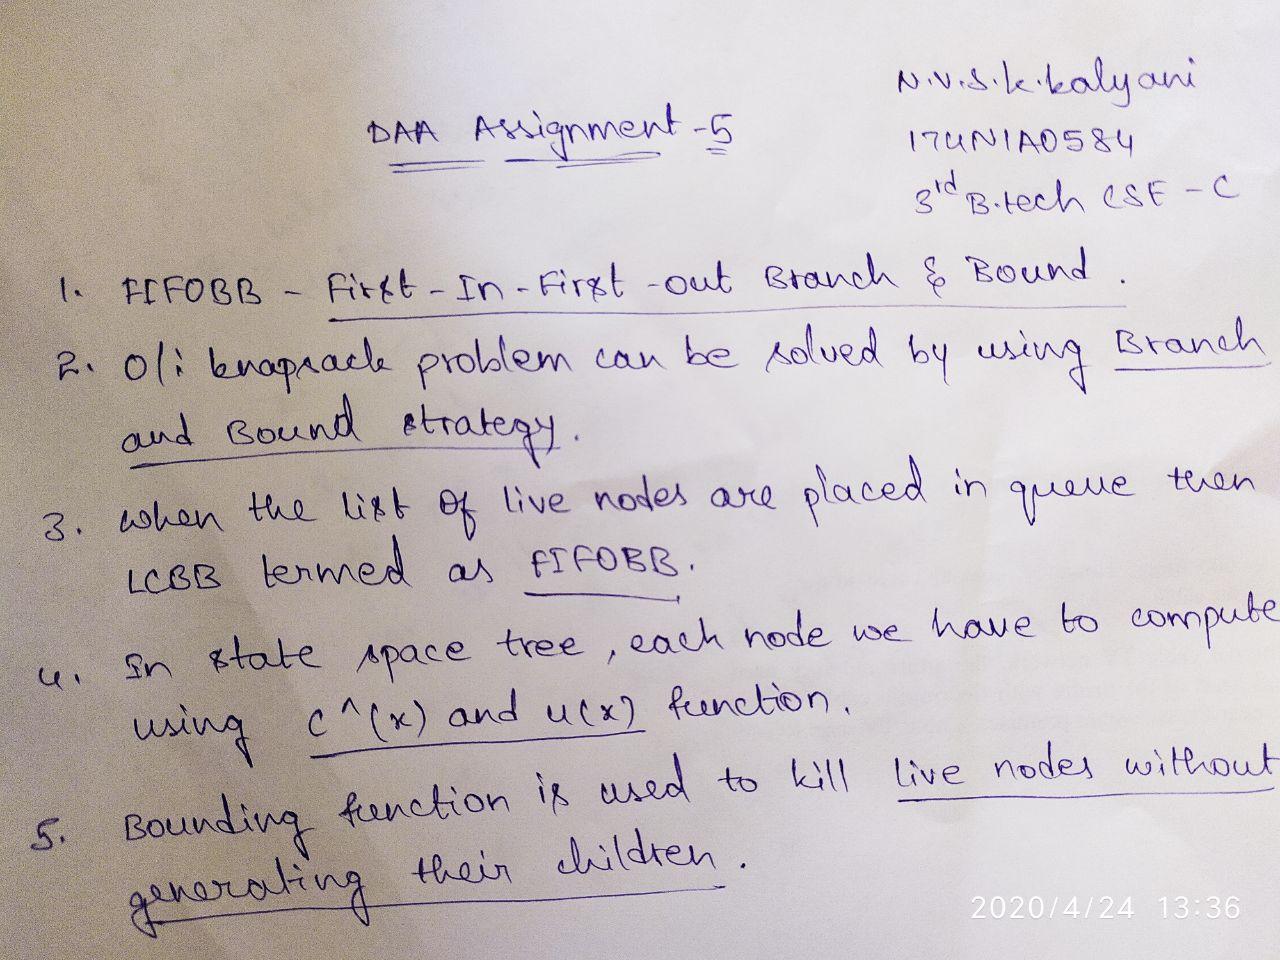 N.V.S.K.Kalyani
DAA Assignment-5
174N1A0584
3rd B.tech CSE-C
1. FIFOBB - First-In-First-out Branch & Bound.
2. 0/1 knapsack problem can be solved by using Branch
and Bound strategy.
3. when the list of live nodes are placed in queue then
LCBB termed as FIFOBB.
4. In state space tree, each node we have to compute
using c^(x) and u(x) function.
5. Bounding function is used to kill live nodes without
generating their children.
2020/4/24 13:36